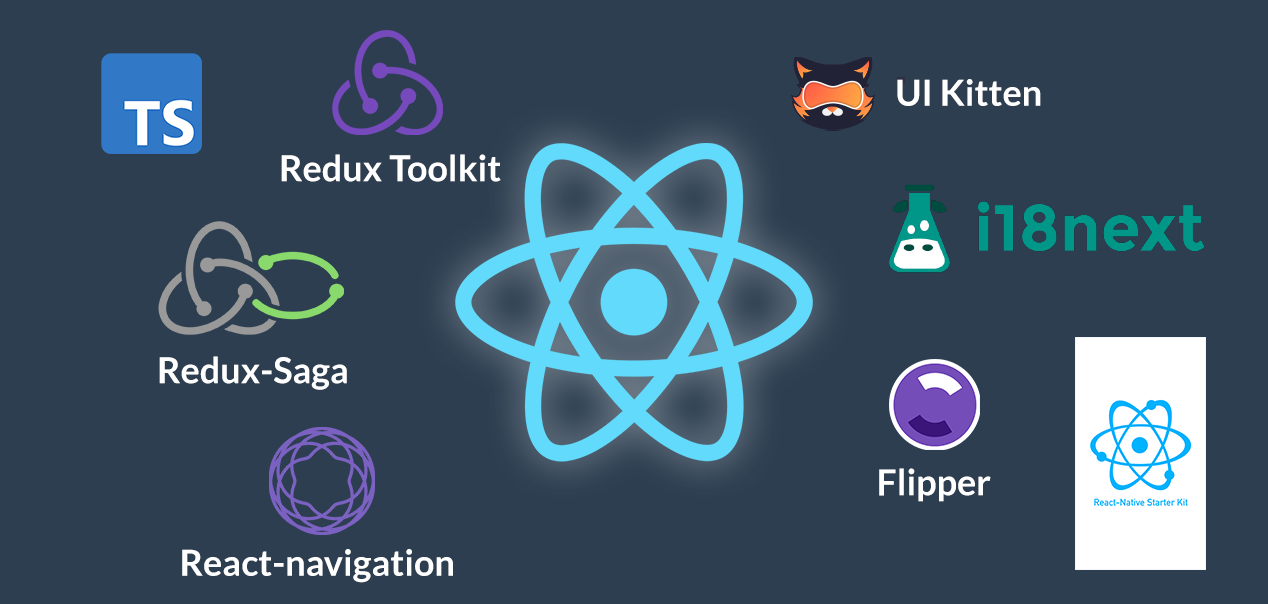 TS
Redux Toolkit
UI Kitten
i18next
Redux-Saga
Flipper
React-Native Starter Kit
React-navigation